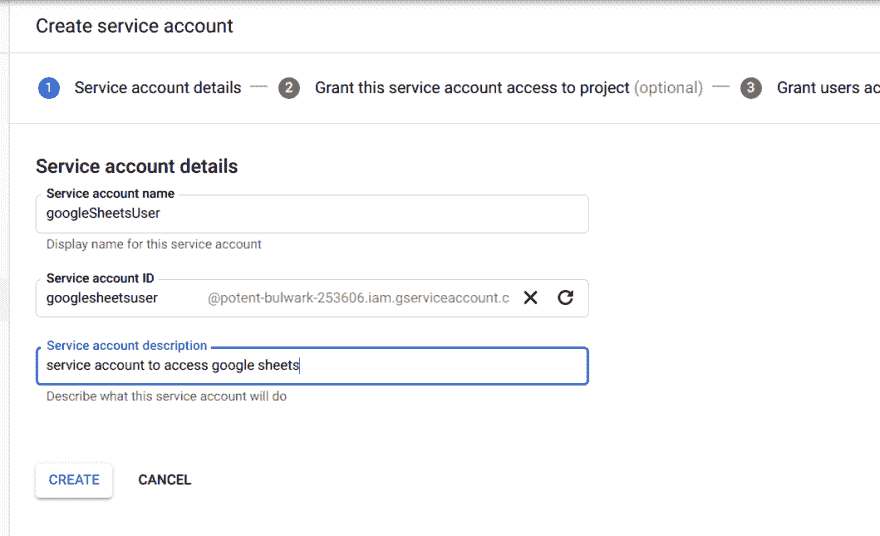 Create service account
1 Service account details 2 Grant this service account access to project (optional) 3 Grant users ac
Service account details
Service account name
googleSheetsUser
Display name for this service account
Service account ID
googlesheetsuser @potent-bulwark-253606.iam.gserviceaccount.c
Service account description
service account to access google sheets
Describe what this service account will do
CREATE CANCEL